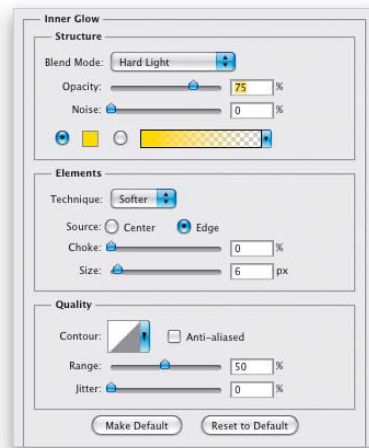 Inner Glow
Structure
Blend Mode: Hard Light
Opacity: 75 %
Noise: 0 %
Elements
Technique: Softer
Source: Center Edge
Choke: 0 %
Size: 6 px
Quality
Contour: Anti-aliased
Range: 50 %
Jitter: 0 %
Make Default Reset to Default